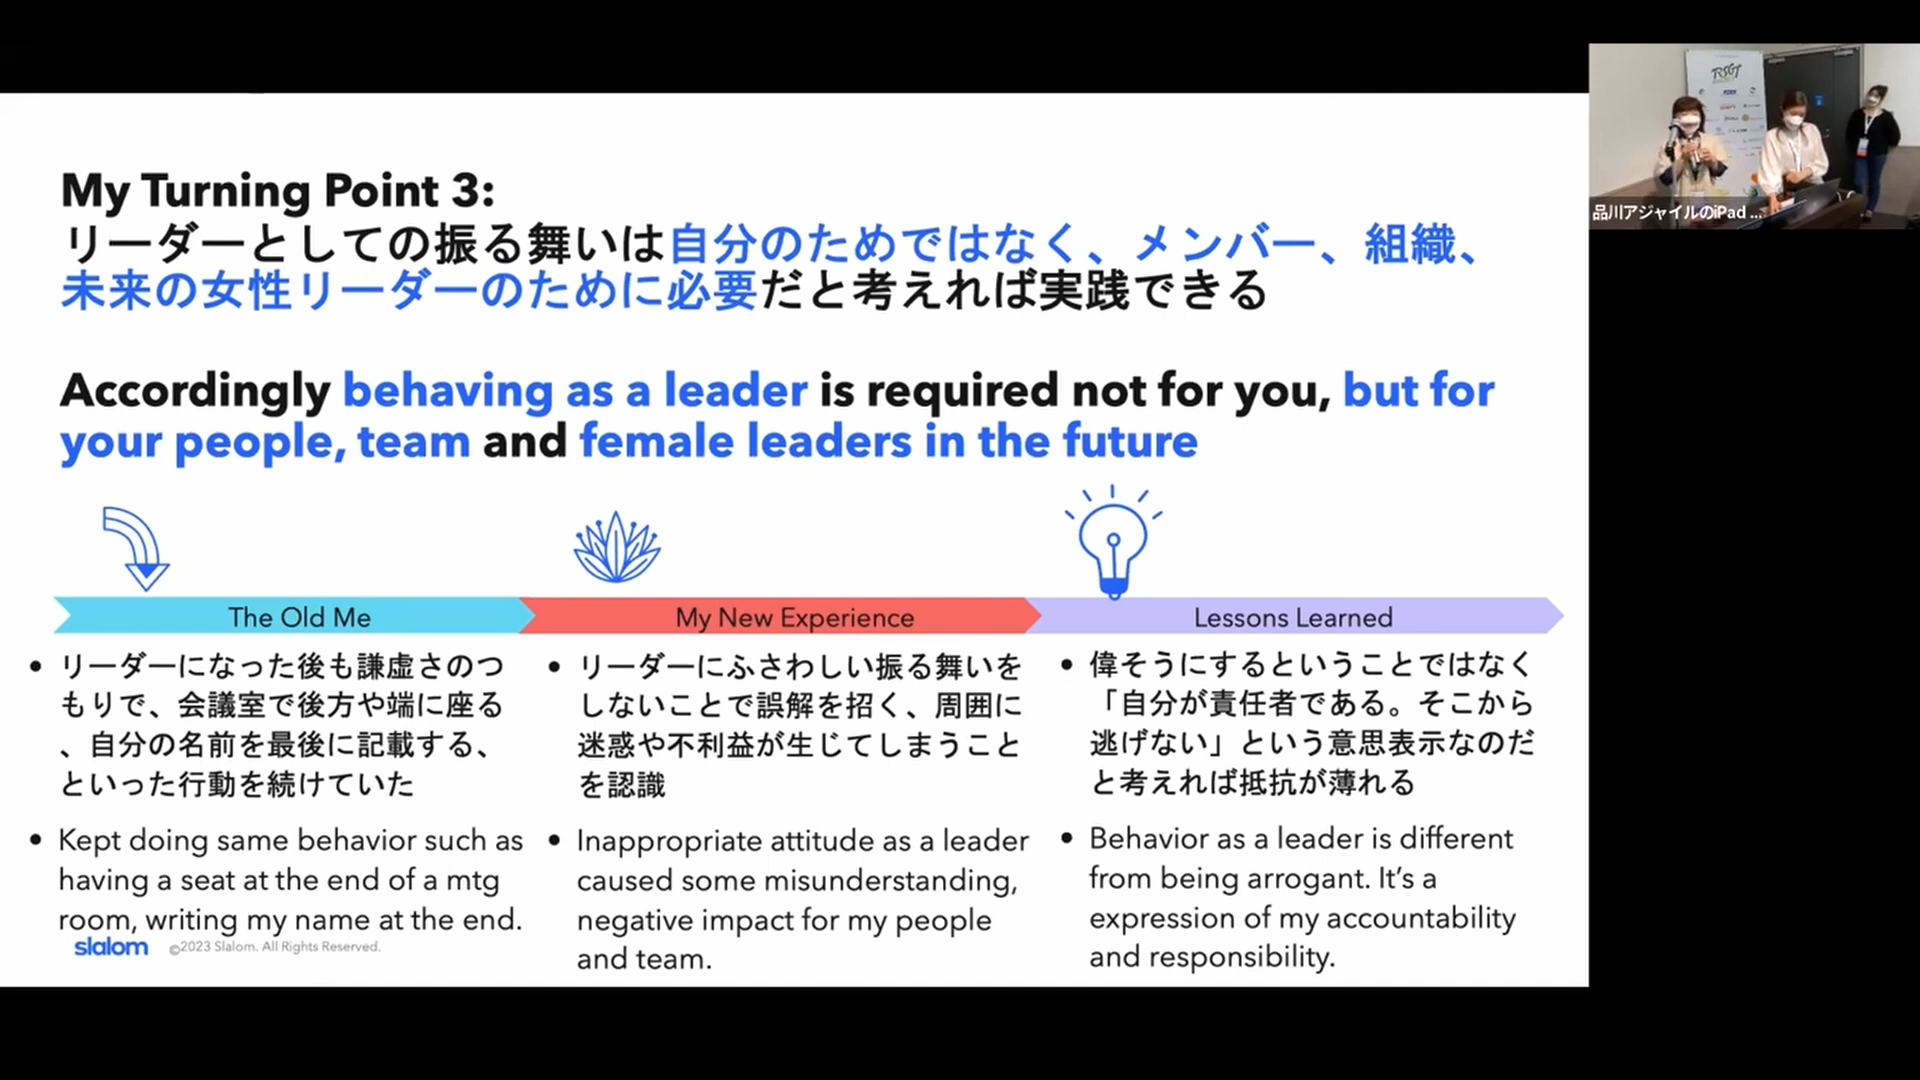 My Turning Point 3:
リーダーとしての振る舞いは自分のためではなく、メンバー、組織、
未来の女性リーダーのために必要だと考えれば実践できる
Accordingly behaving as a leader is required not for you, but for
your people, team and female leaders in the future
The Old Me
リーダーになった後も謙虚さのつ
もりで、会議室で後方や端に座る
、自分の名前を最後に記載する、
といった行動を続けていた
Kept doing same behavior such as
having a seat at the end of a mtg
room, writing my name at the end.
My New Experience
リーダーにふさわしい振る舞いを
しないことで誤解を招く、周囲に
迷惑や不利益が生じてしまうこと
を認識
Inappropriate attitude as a leader
caused some misunderstanding,
negative impact for my people
and team.
Lessons Learned
偉そうにするということではなく
「自分が責任者である。そこから
逃げない」という意思表示なのだ
と考えれば抵抗が薄れる
Behavior as a leader is different
from being arrogant. It's a
expression of my accountability
and responsibility.
slalom
©2023 Slalom. All Rights Reserved.
RSGT
品川アジャイルのiPad ...